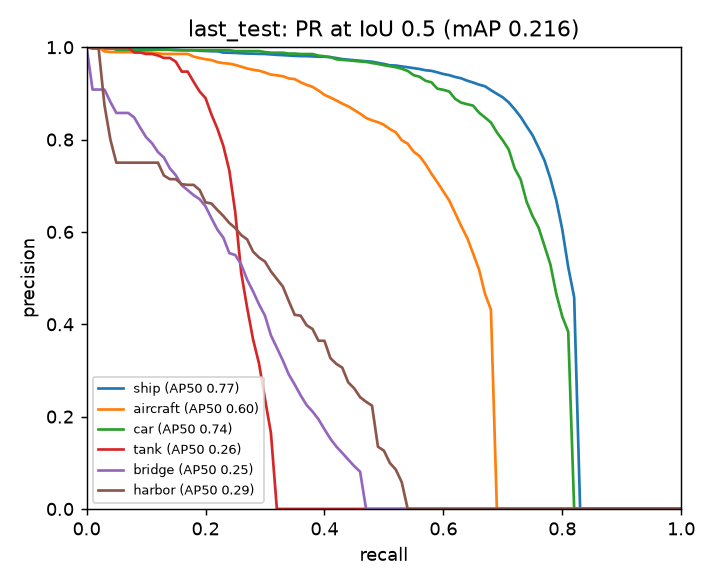 last_test: PR at IoU 0.5 (mAP 0.216)
1.0
0.8
0.6
0.4
0.2
0.0
precision
ship (AP50 0.77)
aircraft (AP50 0.60)
car (AP50 0.74)
tank (AP50 0.26)
bridge (AP50 0.25)
harbor (AP50 0.29)
0.0 0.2 0.4 0.6 0.8 1.0
recall